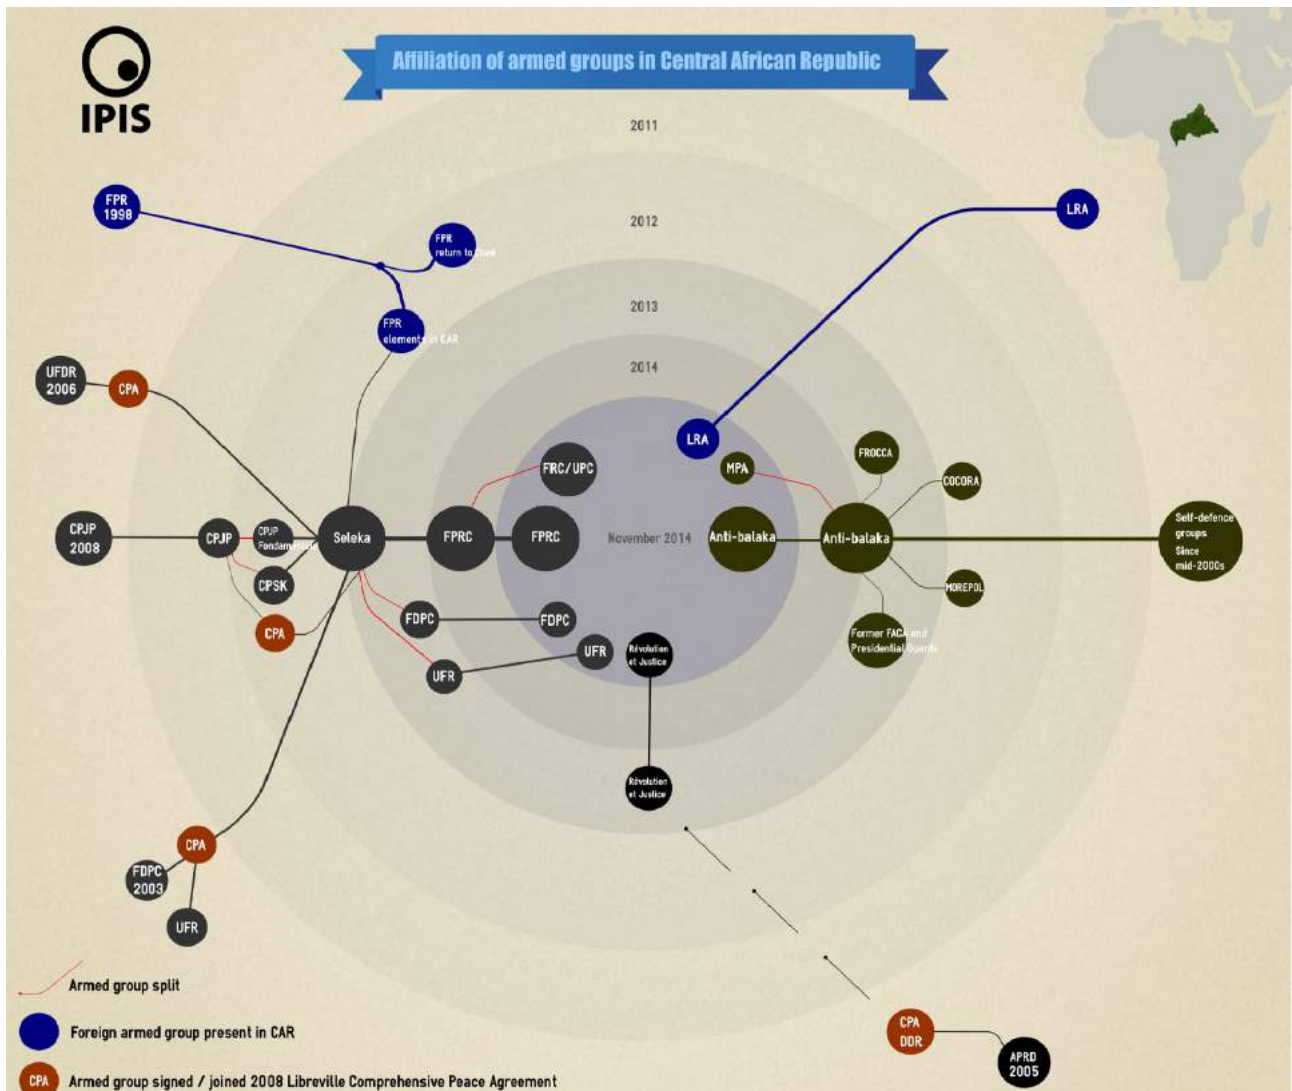 Affiliation of armed groups in Central African Republic
IPIS
2011
2012
2013
2014
November 2014
FPR
1998
FPR
return to Chad
FPR
elements in CAR
LRA
LRA
UFDR
2006
CPA
CPJP
2008
CPJP
CPJP
Fondamentale
CPSK
CPA
Seleka
FPRC
FPRC
FRC/UPC
FDPC
FDPC
UFR
UFR
MPA
Anti-balaka
Anti-balaka
FROCCA
COCORA
MOREPOL
Former FACA and
Presidential Guards
Self-defence
groups
Since
mid-2000s
Révolution
et Justice
Révolution
et Justice
CPA
FDPC
2003
UFR
CPA
DDR
APRD
2005
Armed group split
Foreign armed group present in CAR
CPA
Armed group signed / joined 2008 Libreville Comprehensive Peace Agreement